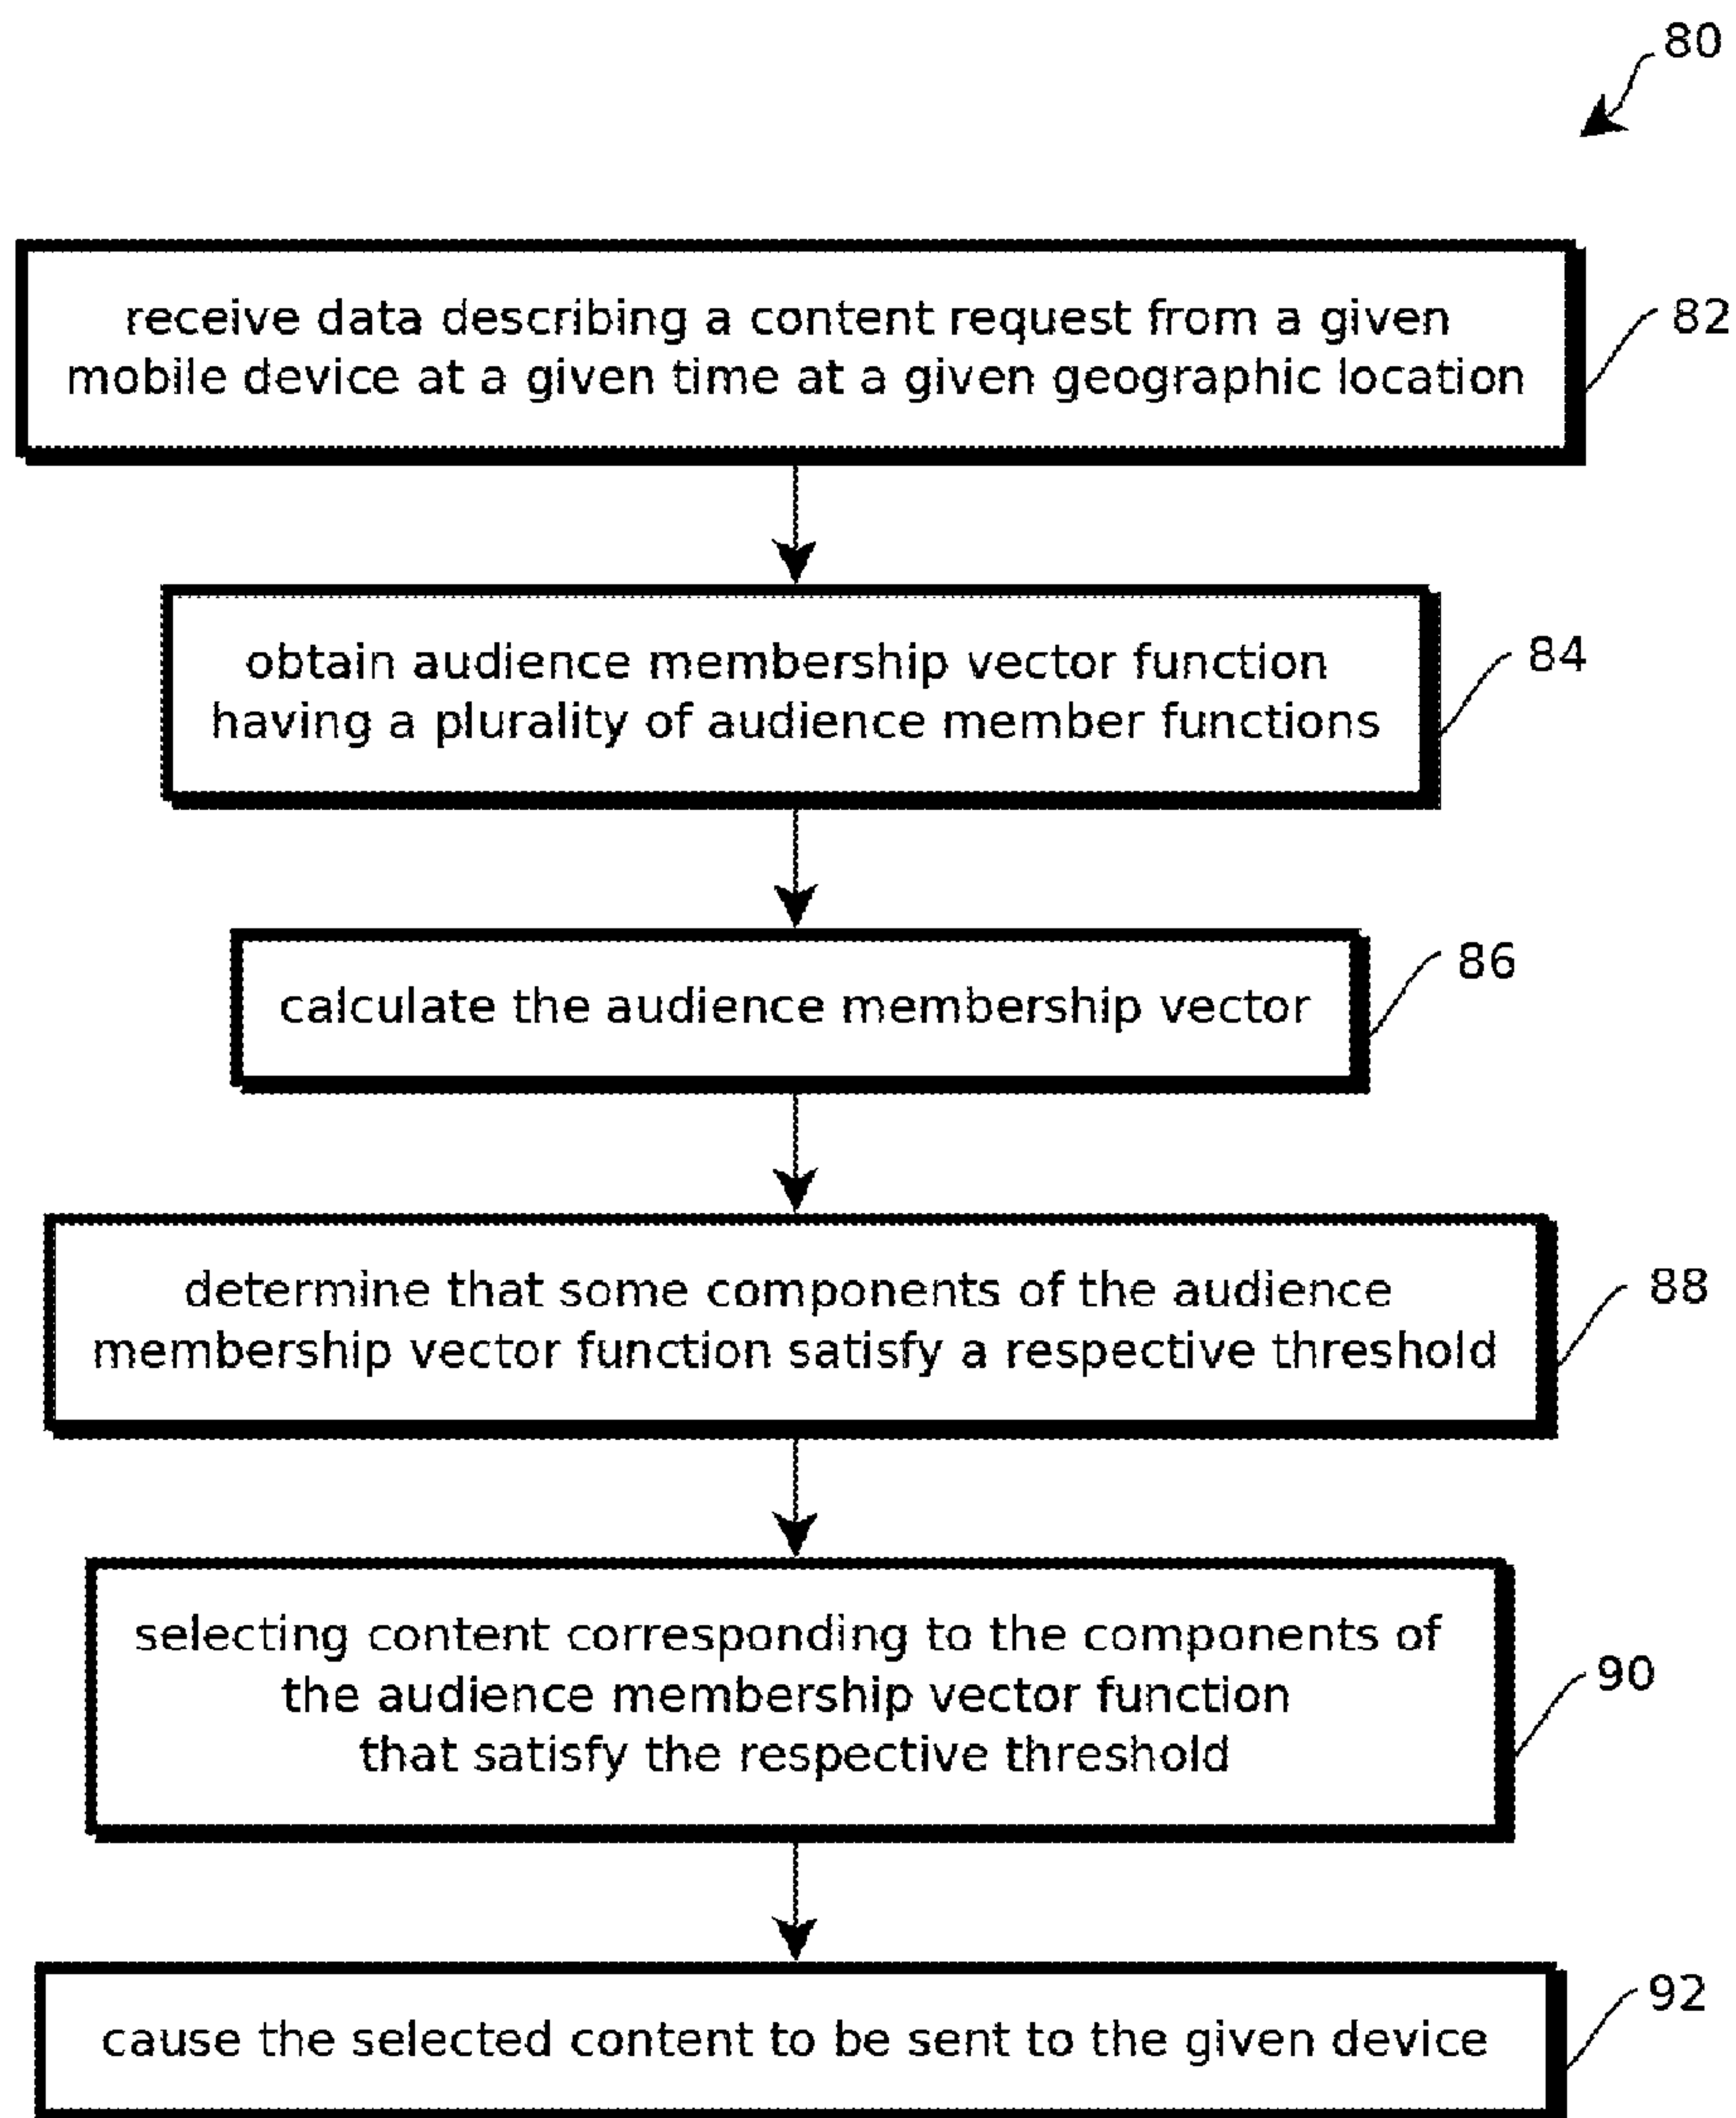 80
receive data describing a content request from a given
mobile device at a given time at a given geographic location
82
obtain audience membership vector function
having a plurality of audience member functions
84
calculate the audience membership vector
86
determine that some components of the audience
membership vector function satisfy a respective threshold
88
selecting content corresponding to the components of
the audience membership vector function
that satisfy the respective threshold
90
cause the selected content to be sent to the given device
92